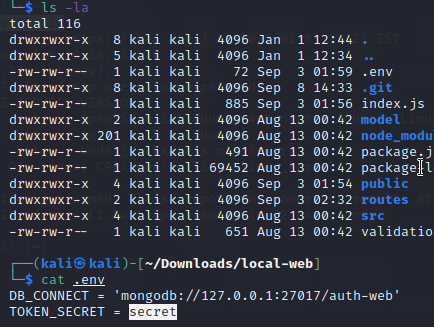 └─$ ls -la
total 116
drwxrwxr-x 8 kali kali 4096 Jan 1 12:44 .
drwxr-xr-x 5 kali kali 4096 Jan 1 12:34 ..
-rw-rw-r-- 1 kali kali 72 Sep 3 01:59 .env
drwxrwxr-x 8 kali kali 4096 Sep 8 14:33 .git
-rw-rw-r-- 1 kali kali 885 Sep 3 01:56 index.js
drwxrwxr-x 2 kali kali 4096 Aug 13 00:42 model
drwxrwxr-x 201 kali kali 4096 Aug 13 00:42 node_modu
-rw-rw-r-- 1 kali kali 491 Aug 13 00:42 package.j
-rw-rw-r-- 1 kali kali 69452 Aug 13 00:42 package-l
drwxrwxr-x 4 kali kali 4096 Sep 3 01:54 public
drwxrwxr-x 2 kali kali 4096 Sep 3 02:32 routes
drwxrwxr-x 4 kali kali 4096 Aug 13 00:42 src
-rw-rw-r-- 1 kali kali 651 Aug 13 00:42 validatio
┌──(kali㉿kali)-[~/Downloads/local-web]
└─$ cat .env
DB_CONNECT = 'mongodb://127.0.0.1:27017/auth-web'
TOKEN_SECRET = secret